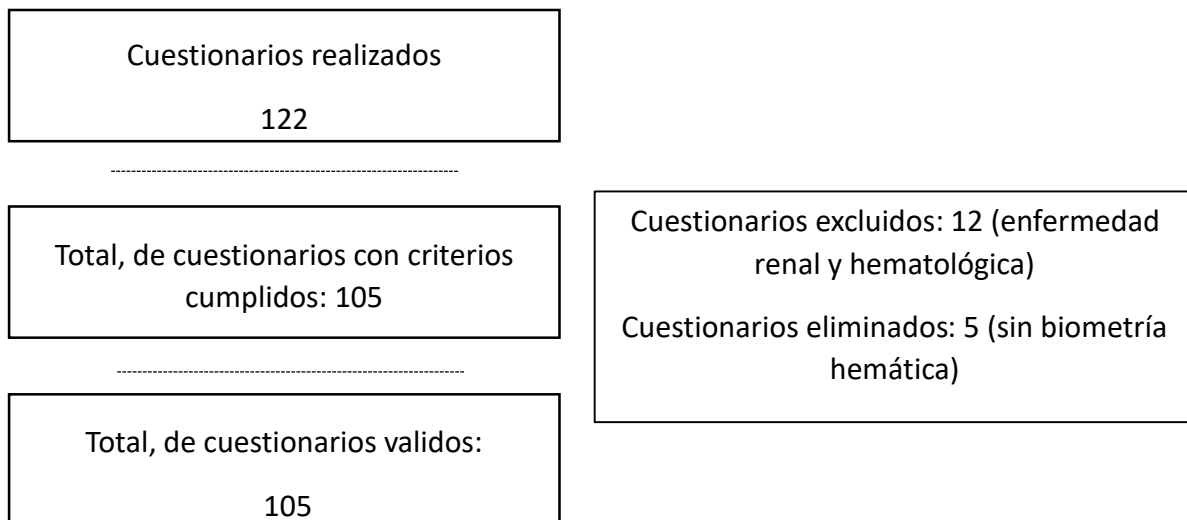 Cuestionarios realizados
122
Total, de cuestionarios con criterios
cumplidos: 105
Cuestionarios excluidos: 12 (enfermedad
renal y hematológica)
Cuestionarios eliminados: 5 (sin biometría
hemática)
Total, de cuestionarios validos:
105